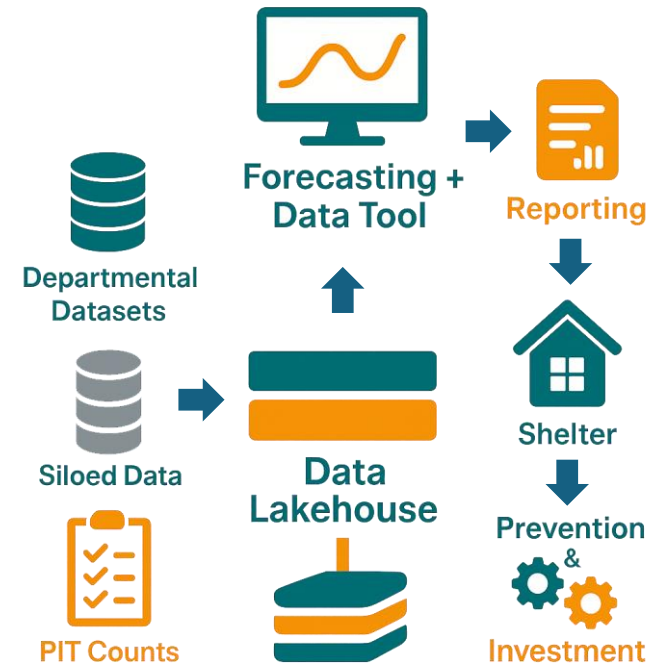 Forecasting +
Data Tool
Reporting
Departmental
Datasets
Siloed Data
Data
Lakehouse
Shelter
PIT Counts
Prevention
&
Investment